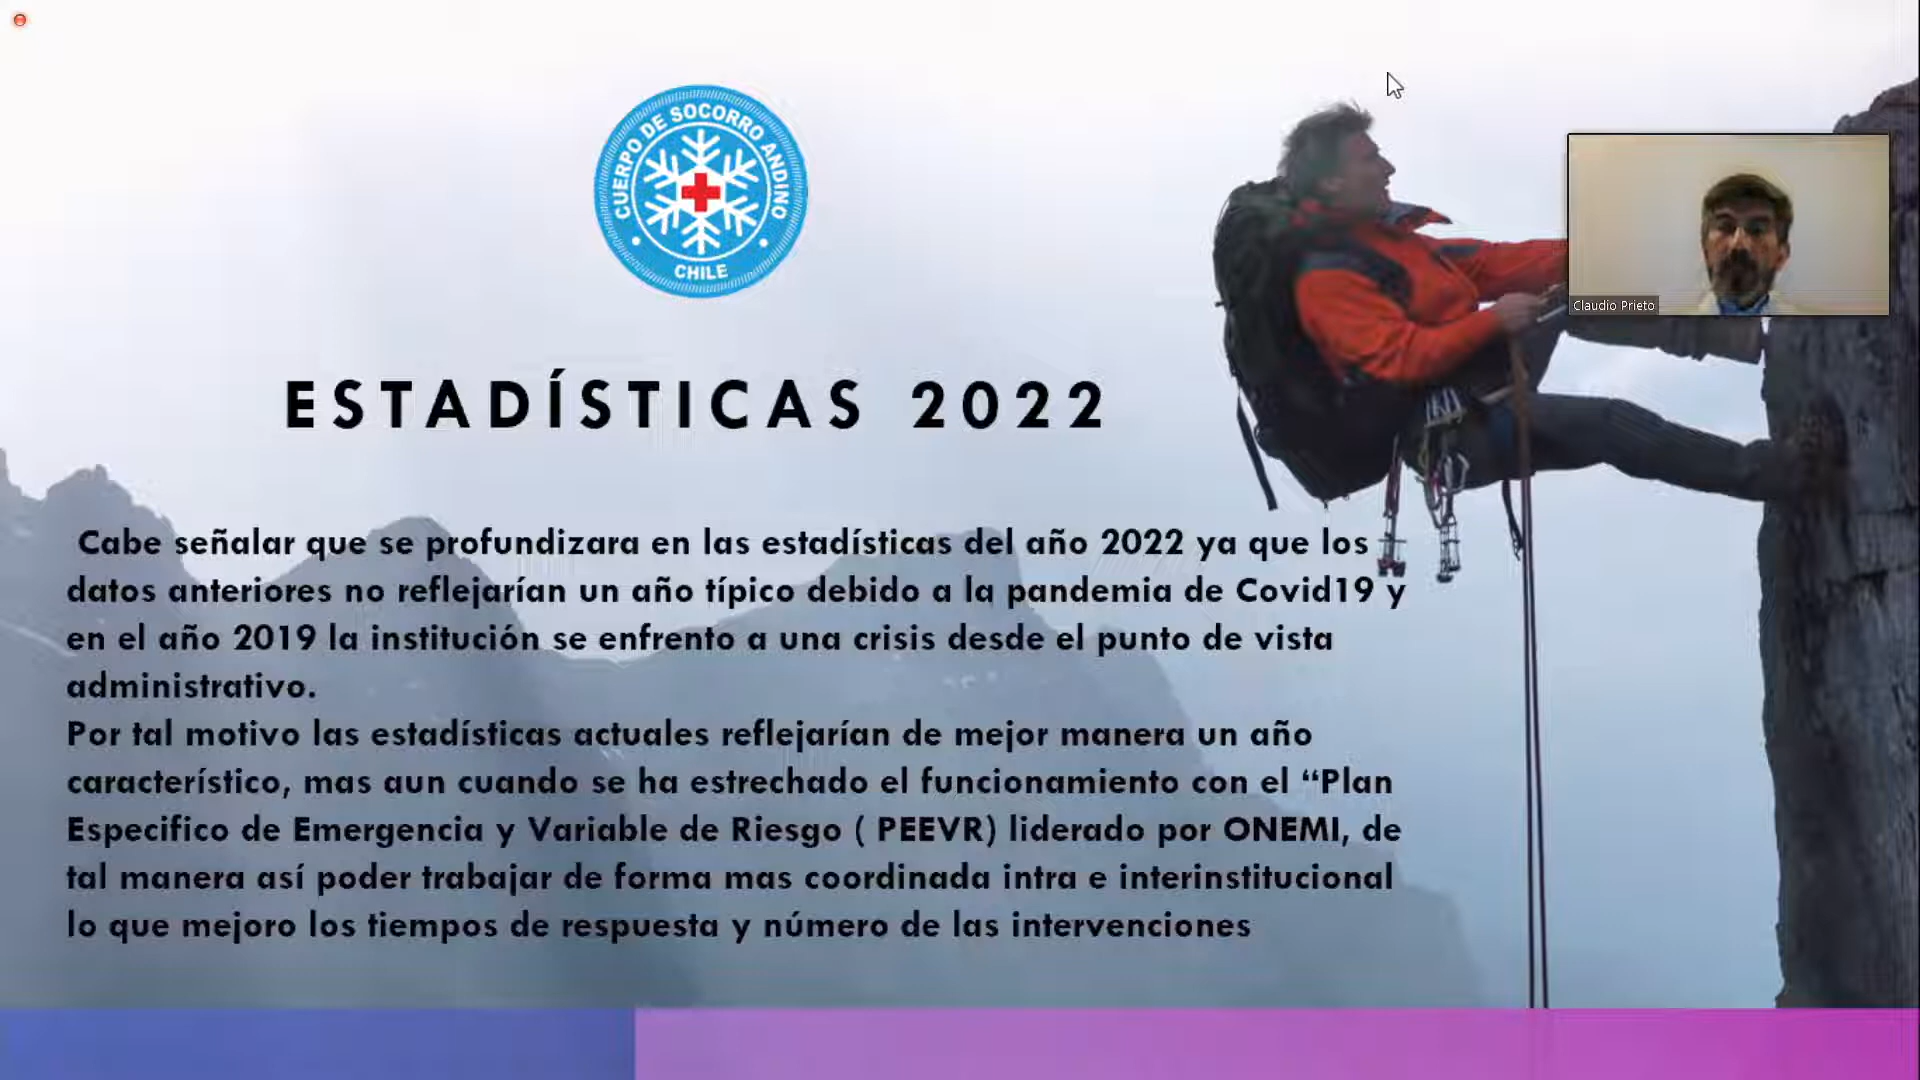 CUERPO DE SOCORRO ANDINO
CHILE
Claudio Prieto
ESTADÍSTICAS 2022
Cabe señalar que se profundizara en las estadísticas del año 2022 ya que los
datos anteriores no reflejarían un año típico debido a la pandemia de Covid19 y
en el año 2019 la institución se enfrento a una crisis desde el punto de vista
administrativo.
Por tal motivo las estadísticas actuales reflejarían de mejor manera un año
característico, mas aun cuando se ha estrechado el funcionamiento con el “Plan
Especifico de Emergencia y Variable de Riesgo ( PEEVR) liderado por ONEMI, de
tal manera así poder trabajar de forma mas coordinada intra e interinstitucional
lo que mejoro los tiempos de respuesta y número de las intervenciones